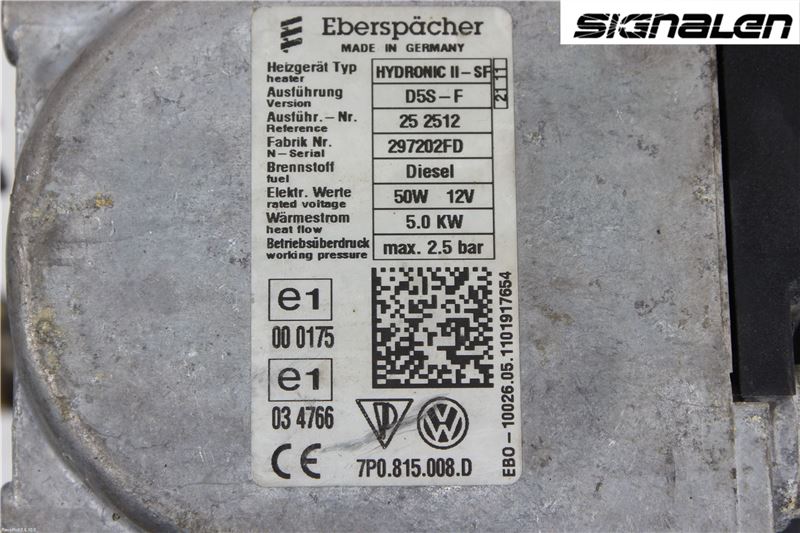 Eberspächer
MADE IN GERMANY
SIGNALEN
Heizgerät Typ HYDRONIC II-SF
heater
21 11
Ausführung D5S-F
Version
Ausführ.-Nr. 25 2512
Reference
Fabrik Nr. 297202FD
N-Serial
Brennstoff Diesel
fuel
Elektr. Werte 50W 12V
rated voltage
Wärmestrom 5.0 KW
heat flow
Betriebsüberdruck max. 2.5 bar
working pressure
e1
00 0175
e1
03 4766
CE
7P0.815.008.D
EBO-10026.05.1101917654